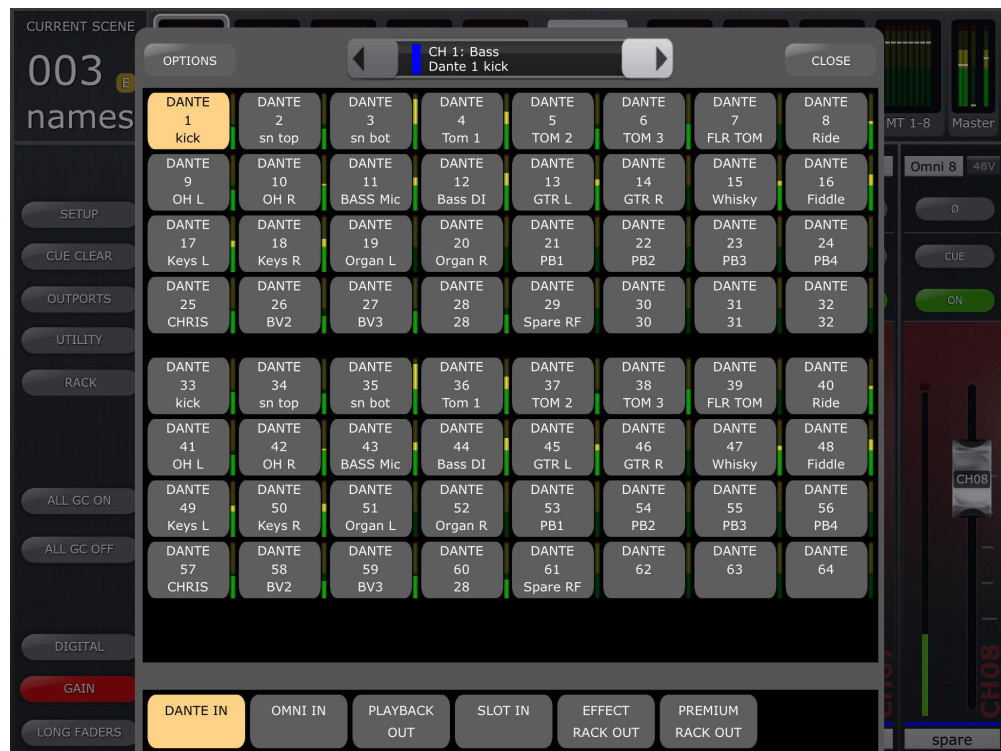 CURRENT SCENE
003 E
names
OPTIONS
CH 1: Bass
Dante 1 kick
CLOSE
MT 1-8
Master
DANTE 1 kick
DANTE 2 sn top
DANTE 3 sn bot
DANTE 4 Tom 1
DANTE 5 TOM 2
DANTE 6 TOM 3
DANTE 7 FLR TOM
DANTE 8 Ride
DANTE 9 OH L
DANTE 10 OH R
DANTE 11 BASS Mic
DANTE 12 Bass DI
DANTE 13 GTR L
DANTE 14 GTR R
DANTE 15 Whisky
DANTE 16 Fiddle
DANTE 17 Keys L
DANTE 18 Keys R
DANTE 19 Organ L
DANTE 20 Organ R
DANTE 21 PB1
DANTE 22 PB2
DANTE 23 PB3
DANTE 24 PB4
DANTE 25 CHRIS
DANTE 26 BV2
DANTE 27 BV3
DANTE 28 28
DANTE 29 Spare RF
DANTE 30 30
DANTE 31 31
DANTE 32 32
DANTE 33 kick
DANTE 34 sn top
DANTE 35 sn bot
DANTE 36 Tom 1
DANTE 37 TOM 2
DANTE 38 TOM 3
DANTE 39 FLR TOM
DANTE 40 Ride
DANTE 41 OH L
DANTE 42 OH R
DANTE 43 BASS Mic
DANTE 44 Bass DI
DANTE 45 GTR L
DANTE 46 GTR R
DANTE 47 Whisky
DANTE 48 Fiddle
DANTE 49 Keys L
DANTE 50 Keys R
DANTE 51 Organ L
DANTE 52 Organ R
DANTE 53 PB1
DANTE 54 PB2
DANTE 55 PB3
DANTE 56 PB4
DANTE 57 CHRIS
DANTE 58 BV2
DANTE 59 BV3
DANTE 60 28
DANTE 61 Spare RF
DANTE 62
DANTE 63
DANTE 64
SETUP
CUE CLEAR
OUTPORTS
UTILITY
RACK
ALL GC ON
ALL GC OFF
DIGITAL
GAIN
LONG FADERS
DANTE IN
OMNI IN
PLAYBACK OUT
SLOT IN
EFFECT RACK OUT
PREMIUM RACK OUT
Omni 8 48V
Ø
CUE
ON
CH08
CH07
CH08
spare